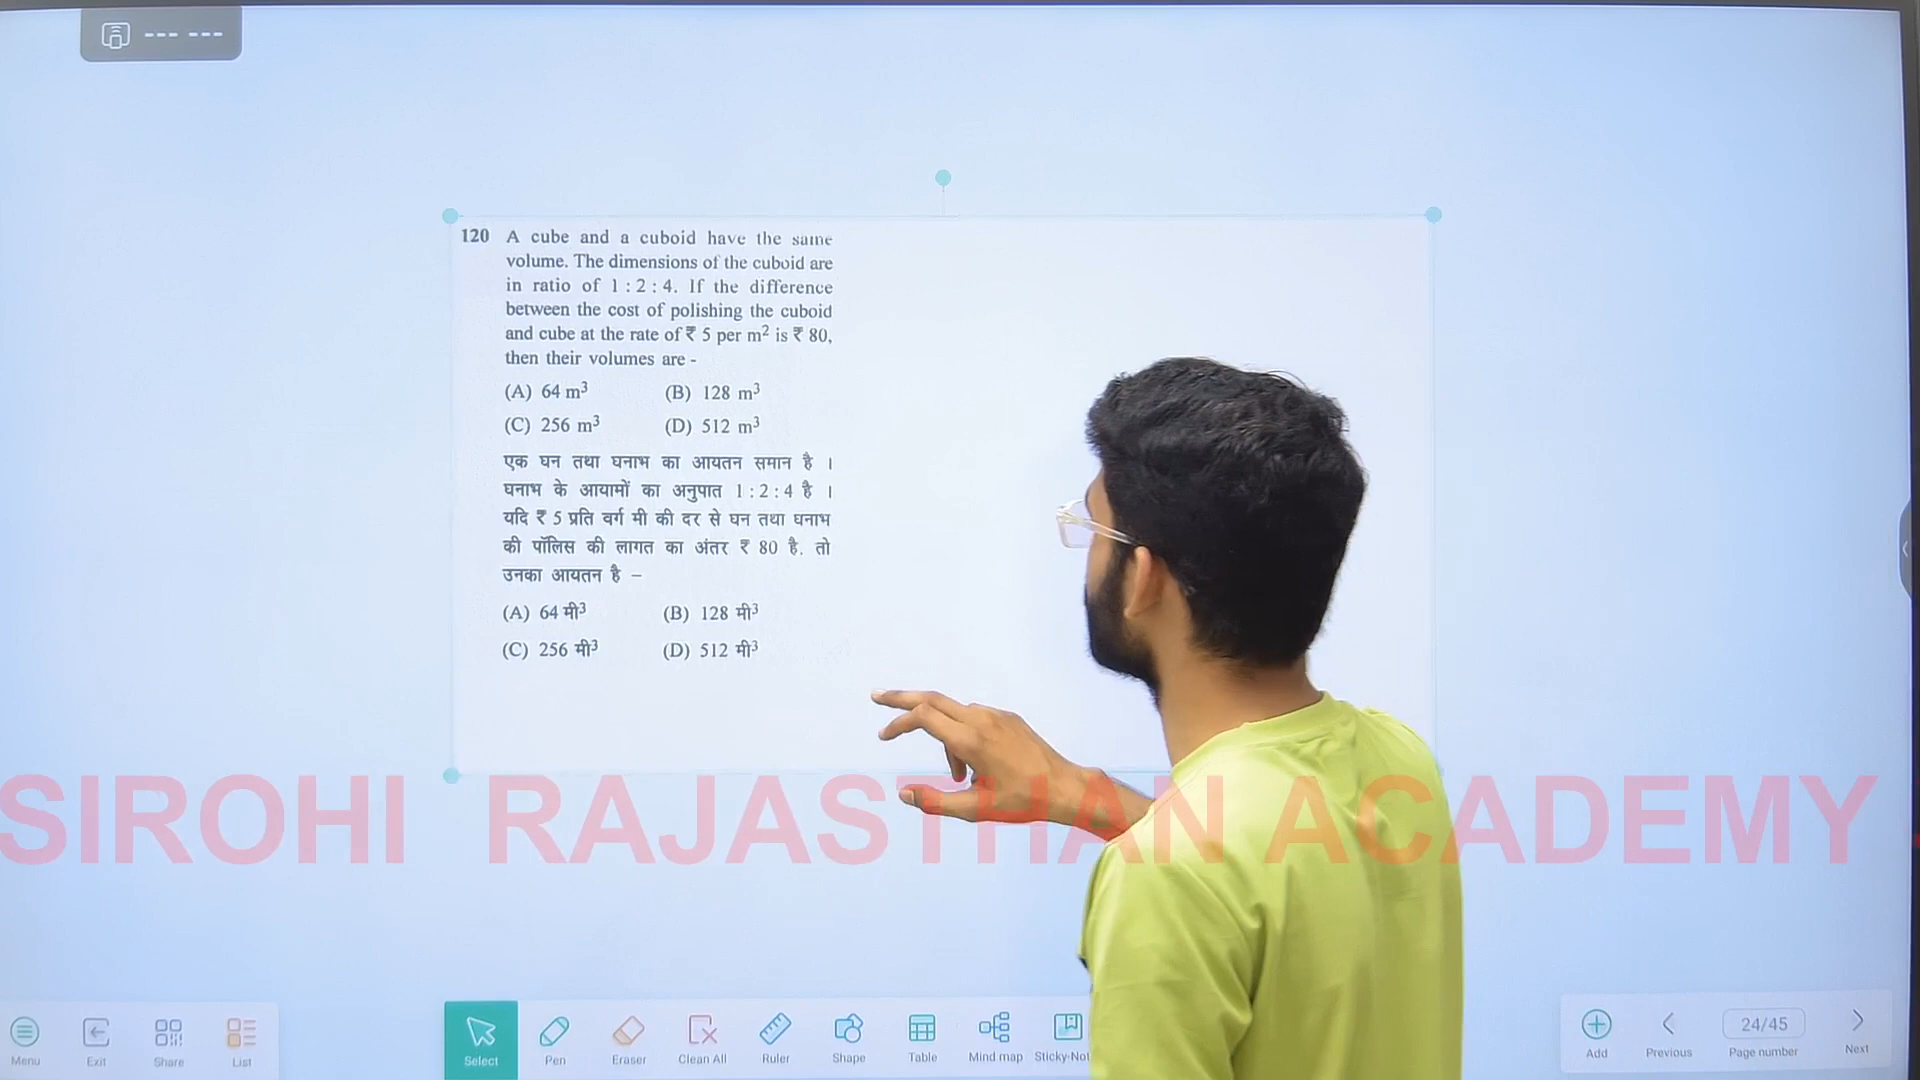 120 A cube and a cuboid have the same
volume. The dimensions of the cuboid are
in ratio of 1 : 2 : 4. If the difference
between the cost of polishing the cuboid
and cube at the rate of ₹ 5 per m² is ₹ 80,
then their volumes are -
(A) 64 m³ (B) 128 m³
(C) 256 m³ (D) 512 m³
एक घन तथा घनाभ का आयतन समान है ।
घनाभ के आयामों का अनुपात 1 : 2 : 4 है ।
यदि ₹ 5 प्रति वर्ग मी की दर से घन तथा घनाभ
की पॉलिस की लागत का अंतर ₹ 80 है. तो
उनका आयतन है –
(A) 64 मी³ (B) 128 मी³
(C) 256 मी³ (D) 512 मी³
SIROHI RAJASTHAN ACADEMY
Menu Exit Share List Select Pen Eraser Clean All Ruler Shape Table Mind map Sticky-Not Add Previous 24/45 Page number Next